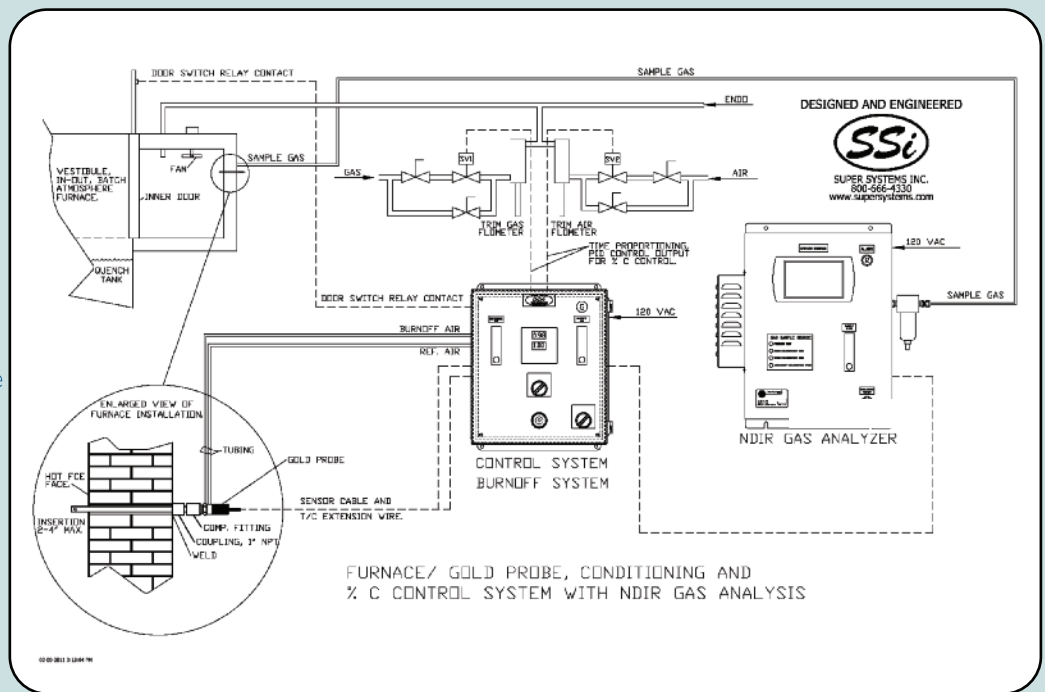 DOOR SWITCH RELAY CONTACT
SAMPLE GAS
ENDO
DESIGNED AND ENGINEERED
SSi
SUPER SYSTEMS INC.
800-666-4330
www.supersystems.com
VESTIBULE,
IN-OUT, BATCH
ATMOSPHERE
FURNACE.
FAN
SAMPLE GAS
INNER DOOR
QUENCH
TANK
GAS
SV1
SV2
AIR
TRIM GAS
FLOMETER
TRIM AIR
FLOMETER
TIME PROPORTIONING,
PID CONTROL OUTPUT
FOR % C CONTROL.
120 VAC
SAMPLE GAS
DOOR SWITCH RELAY CONTACT
SSi
120 VAC
BURNOFF AIR
REF. AIR
NDIR GAS ANALYZER
CONTROL SYSTEM
BURNOFF SYSTEM
ENLARGED VIEW OF
FURNACE INSTALLATION.
TUBING
GOLD PROBE
HOT FCE
FACE.
INSERTION
2-4" MAX.
SENSOR CABLE AND
T/C EXTENSION WIRE.
COMP. FITTING
COUPLING, 1" NPT
WELD
FURNACE/ GOLD PROBE, CONDITIONING AND
% C CONTROL SYSTEM WITH NDIR GAS ANALYSIS